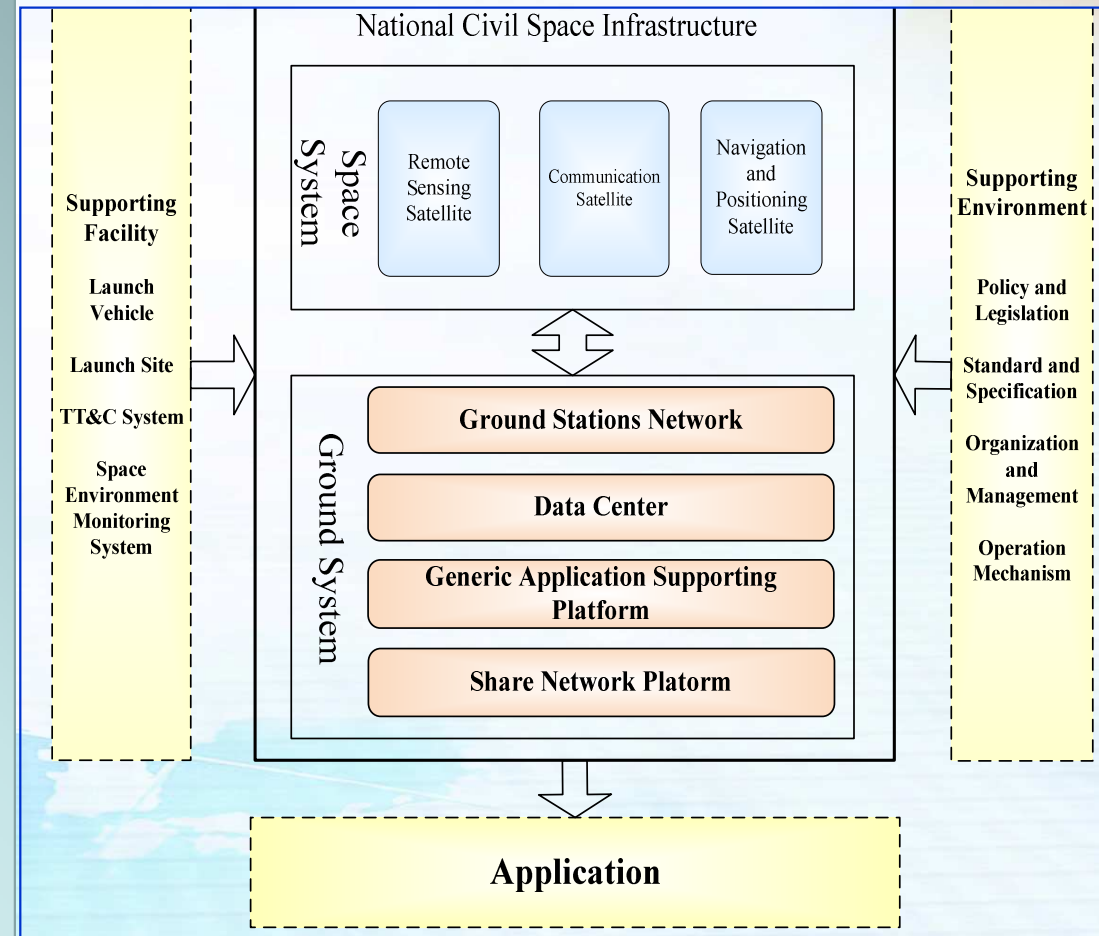 National Civil Space Infrastructure
Supporting
Facility
Launch
Vehicle
Launch Site
TT&C System
Space
Environment
Monitoring
System
Space
System
Remote
Sensing
Satellite
Communication
Satellite
Navigation
and
Positioning
Satellite
Ground System
Ground Stations Network
Data Center
Generic Application Supporting
Platform
Share Network Platorm
Supporting
Environment
Policy and
Legislation
Standard and
Specification
Organization
and
Management
Operation
Mechanism
Application